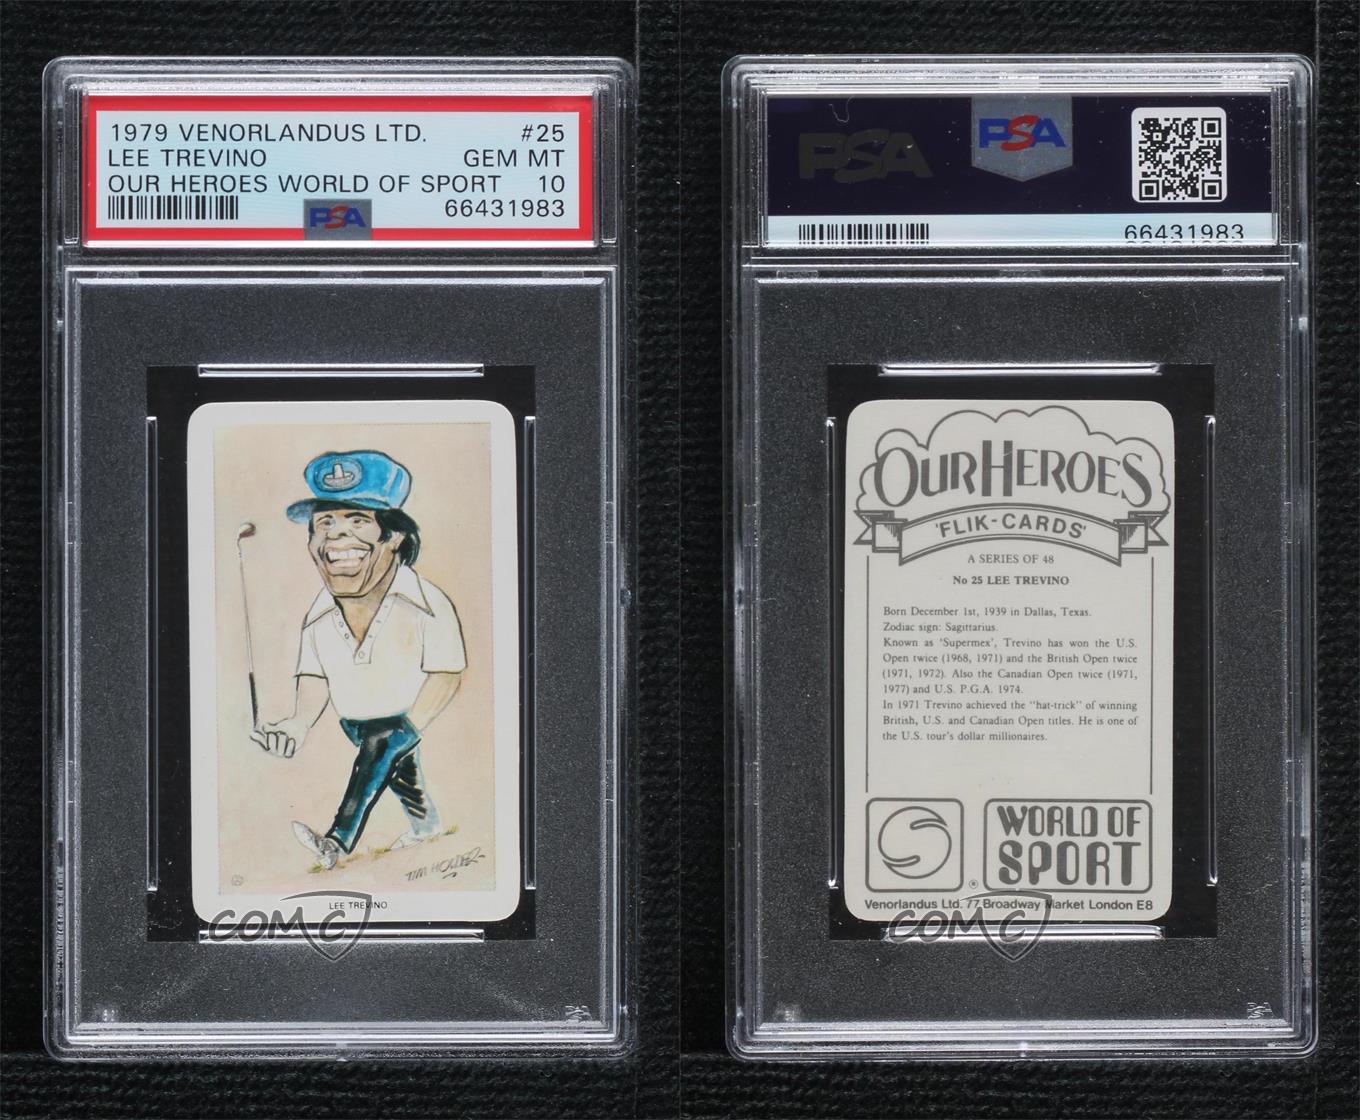 1979 VENORLANDUS LTD. #25
LEE TREVINO GEM MT
OUR HEROES WORLD OF SPORT 10
PSA 66431983
TIM HOLDER
LEE TREVINO
COMC
PSA PSA
66431983
OUR HEROES
'FLIK-CARDS'
A SERIES OF 48
No 25 LEE TREVINO
Born December 1st, 1939 in Dallas, Texas.
Zodiac sign: Sagittarius.
Known as 'Supermex', Trevino has won the U.S.
Open twice (1968, 1971) and the British Open twice
(1971, 1972). Also the Canadian Open twice (1971,
1977) and U.S. P.G.A. 1974.
In 1971 Trevino achieved the "hat-trick" of winning
British, U.S. and Canadian Open titles. He is one of
the U.S. tour's dollar millionaires.
WORLD OF
SPORT
®
Venorlandus Ltd. 77 Broadway Market London E8
COMC